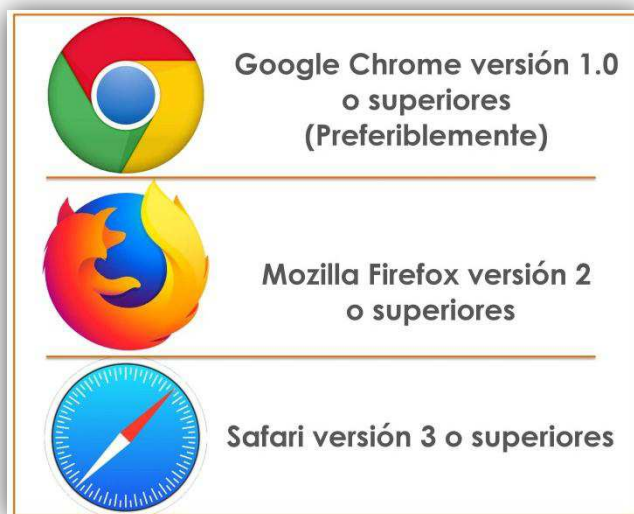 Google Chrome versión 1.0
o superiores
(Preferiblemente)
Mozilla Firefox versión 2
o superiores
Safari versión 3 o superiores